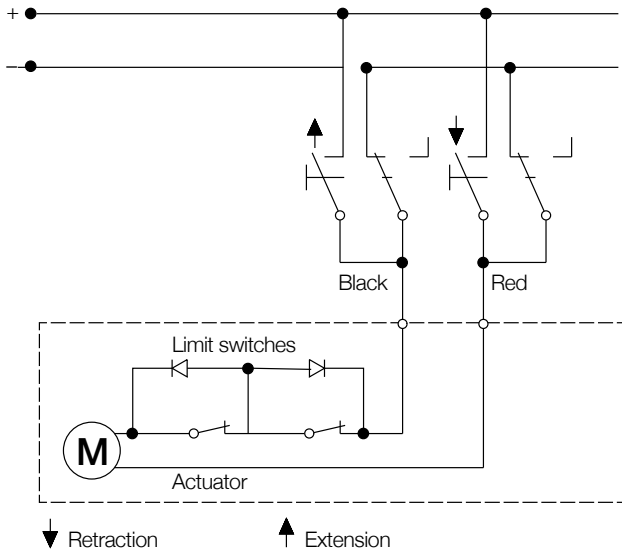 +
−
Black
Red
Limit switches
M
Actuator
Retraction
Extension